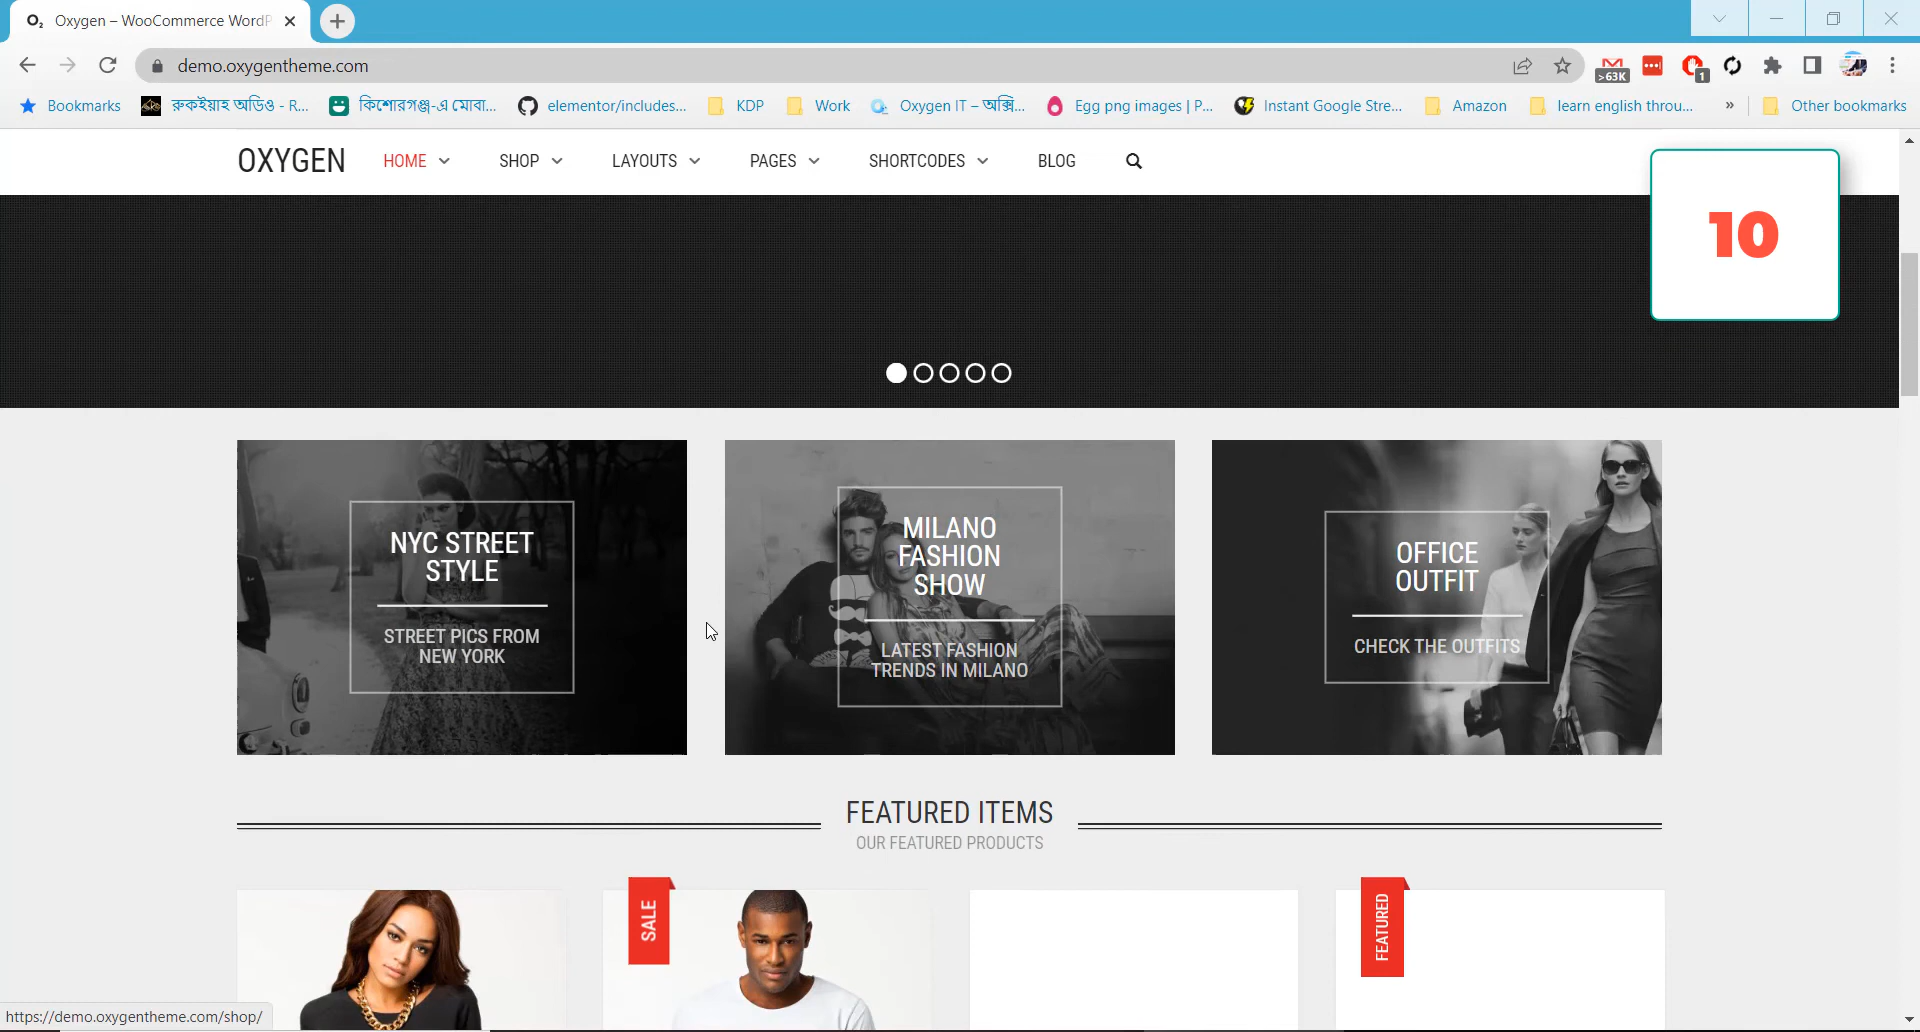 Oxygen – WooCommerce WordP
demo.oxygentheme.com
>63K
1
Bookmarks
রুকইয়াহ অডিও - R...
কিশোরগঞ্জ-এ মোবা...
elementor/includes...
KDP
Work
Oxygen IT – অক্সি...
Egg png images | P...
Instant Google Stre...
Amazon
learn english throu...
»
Other bookmarks
OXYGEN
HOME
SHOP
LAYOUTS
PAGES
SHORTCODES
BLOG
10
NYC STREET
STYLE
STREET PICS FROM
NEW YORK
MILANO
FASHION
SHOW
LATEST FASHION
TRENDS IN MILANO
OFFICE
OUTFIT
CHECK THE OUTFITS
FEATURED ITEMS
OUR FEATURED PRODUCTS
SALE
FEATURED
https://demo.oxygentheme.com/shop/